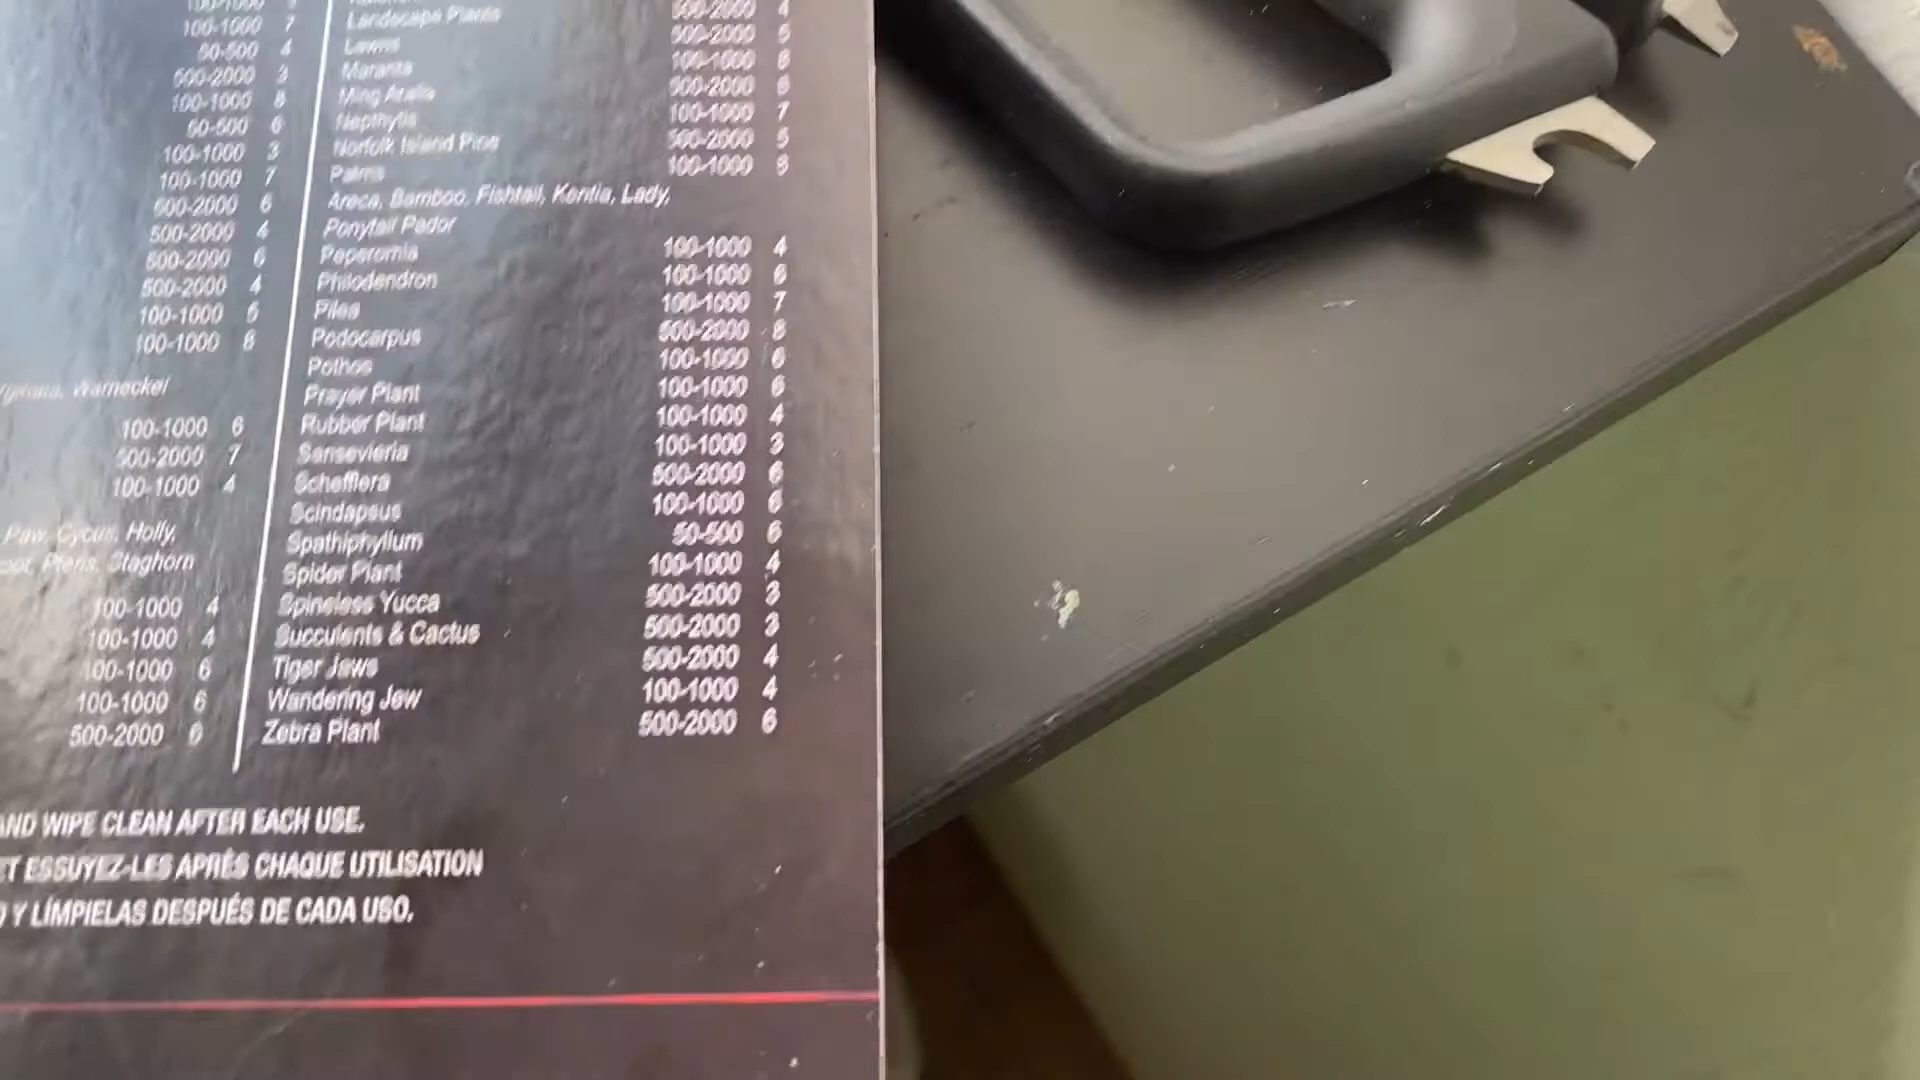 100-1000 7
50-500 4
500-2000 3
100-1000 8
50-500 6
100-1000 3
100-1000 7
500-2000 6
500-2000 4
500-2000 6
500-2000 4
100-1000 6
100-1000 8
Warneckei
100-1000 6
500-2000 7
100-1000 4
Paw, Cycus, Holly,
Pteris, Staghorn
100-1000 4
100-1000 4
100-1000 6
100-1000 6
500-2000 6
Landscape Plants 500-2000 4
Lawns 500-2000 5
Maranta 100-1000 6
Ming Aralia 500-2000 6
Nepthytis 100-1000 7
Norfolk Island Pine 500-2000 5
Palms 100-1000 8
Areca, Bamboo, Fishtail, Kentia, Lady,
Ponytail Pador
Peperomia 100-1000 4
Philodendron 100-1000 6
Pilea 100-1000 7
Podocarpus 500-2000 8
Pothos 100-1000 6
Prayer Plant 100-1000 6
Rubber Plant 100-1000 4
Sansevieria 100-1000 3
Schefflera 500-2000 6
Scindapsus 100-1000 6
Spathiphyllum 50-500 6
Spider Plant 100-1000 4
Spineless Yucca 500-2000 3
Succulents & Cactus 500-2000 3
Tiger Jaws 500-2000 4
Wandering Jew 100-1000 4
Zebra Plant 500-2000 6
AND WIPE CLEAN AFTER EACH USE.
ET ESSUYEZ-LES APRÈS CHAQUE UTILISATION
Y LÍMPIELAS DESPUÉS DE CADA USO.